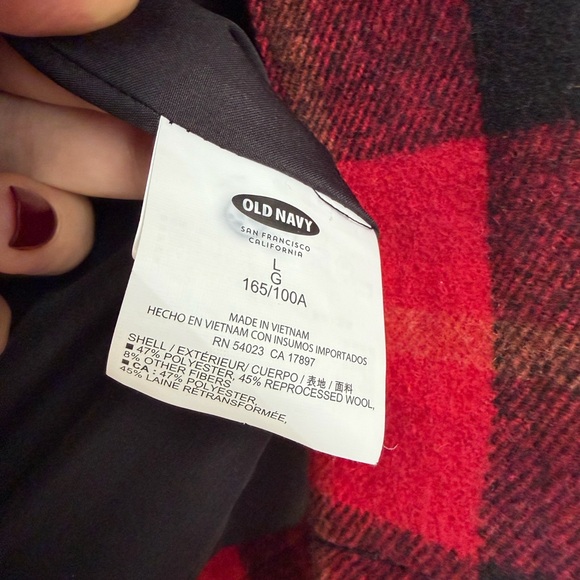 OLD NAVY
SAN FRANCISCO
CALIFORNIA
L
G
165/100A
MADE IN VIETNAM
HECHO EN VIETNAM CON INSUMOS IMPORTADOS
RN 54023 CA 17897
SHELL / EXTÉRIEUR/ CUERPO / 表地 / 面料
■ 47% POLYESTER, 45% REPROCESSED WOOL,
8% OTHER FIBERS
■ CA : 47% POLYESTER,
45% LAINE RETRANSFORMÉE,